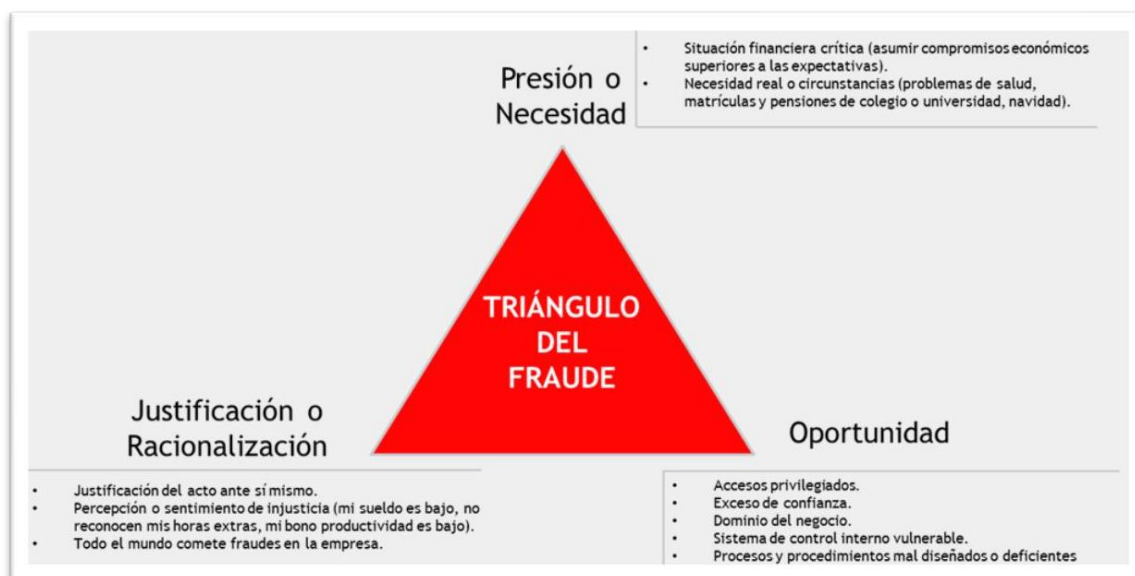 Presión o
Necesidad
• Situación financiera crítica (asumir compromisos económicos
superiores a las expectativas).
• Necesidad real o circunstancias (problemas de salud,
matrículas y pensiones de colegio o universidad, navidad).
TRIÁNGULO
DEL
FRAUDE
Justificación o
Racionalización
• Justificación del acto ante sí mismo.
• Percepción o sentimiento de injusticia (mi sueldo es bajo, no
reconocen mis horas extras, mi bono productividad es bajo).
• Todo el mundo comete fraudes en la empresa.
Oportunidad
• Accesos privilegiados.
• Exceso de confianza.
• Dominio del negocio.
• Sistema de control interno vulnerable.
• Procesos y procedimientos mal diseñados o deficientes